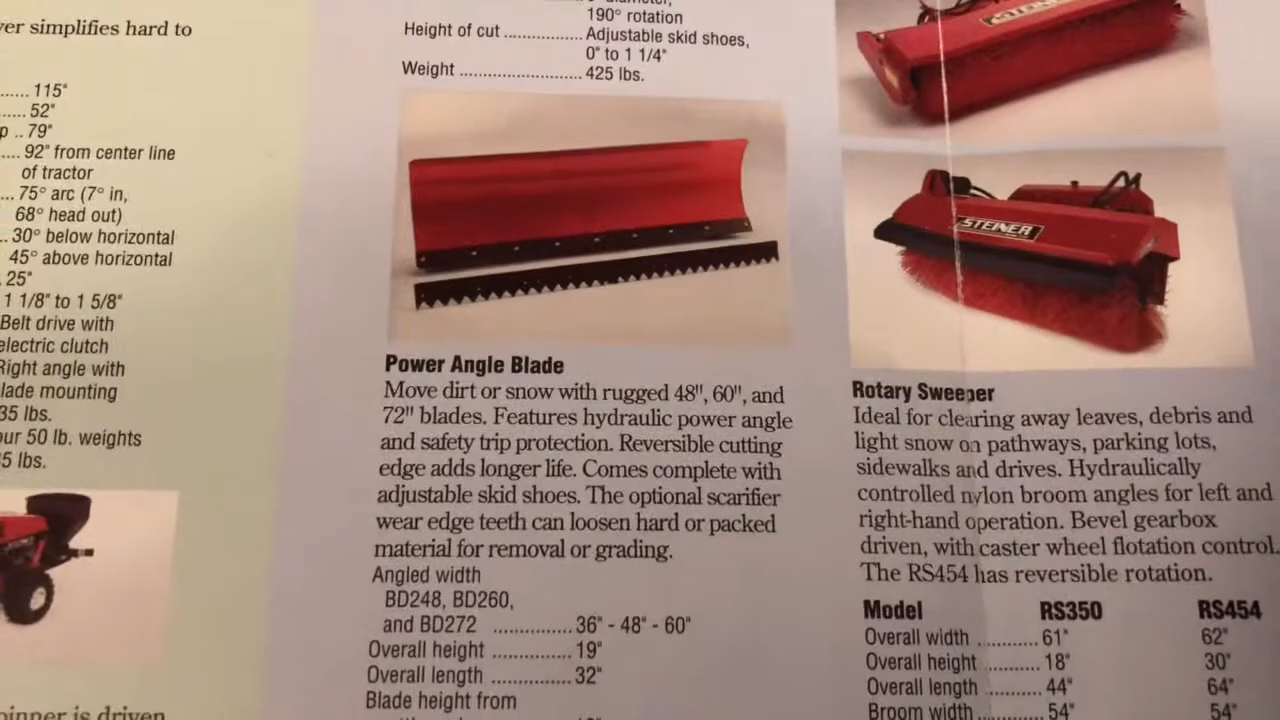 ver simplifies hard to
...... 115"
...... 52"
.. 79"
.... 92" from center line
of tractor
... 75° arc (7° in,
68° head out)
.. 30° below horizontal
45° above horizontal
. 25"
1 1/8" to 1 5/8"
Belt drive with
electric clutch
Right angle with
lade mounting
35 lbs.
our 50 lb. weights
5 lbs.
pinner is driven
190° rotation
Height of cut ............... Adjustable skid shoes,
0" to 1 1/4"
Weight ....................... 425 lbs.
Power Angle Blade
Move dirt or snow with rugged 48", 60", and
72" blades. Features hydraulic power angle
and safety trip protection. Reversible cutting
edge adds longer life. Comes complete with
adjustable skid shoes. The optional scarifier
wear edge teeth can loosen hard or packed
material for removal or grading.
Angled width
BD248, BD260,
and BD272 ............... 36" - 48" - 60"
Overall height ............... 19"
Overall length ............... 32"
Blade height from
STEINER
STEINER
Rotary Sweeper
Ideal for clearing away leaves, debris and
light snow on pathways, parking lots,
sidewalks and drives. Hydraulically
controlled nylon broom angles for left and
right-hand operation. Bevel gearbox
driven, with caster wheel flotation control.
The RS454 has reversible rotation.
Model RS350 RS454
Overall width ........... 61" 62"
Overall height ........... 18" 30"
Overall length ........... 44" 64"
Broom width ........... 54" 54"